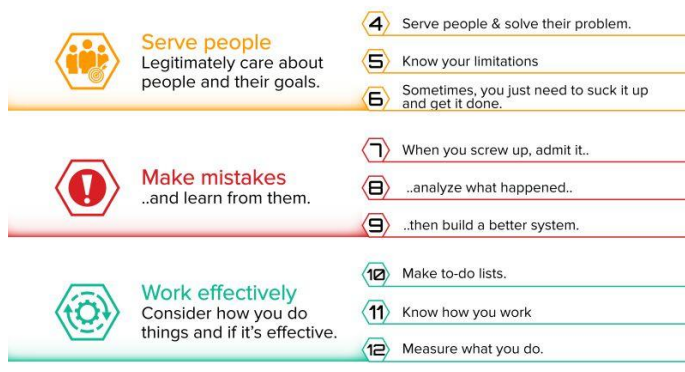 Serve people
Legitimately care about
people and their goals.
4 Serve people & solve their problem.
5 Know your limitations
6 Sometimes, you just need to suck it up
and get it done.
Make mistakes
..and learn from them.
7 When you screw up, admit it..
8 ..analyze what happened..
9 ..then build a better system.
Work effectively
Consider how you do
things and if it's effective.
10 Make to-do lists.
11 Know how you work
12 Measure what you do.